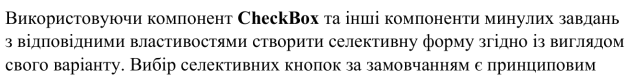 Використовуючи компонент CheckBox та інші компоненти минулих завдань
з відповідними властивостями створити селективну форму згідно із виглядом
свого варіанту. Вибір селективних кнопок за замовчанням є принциповим